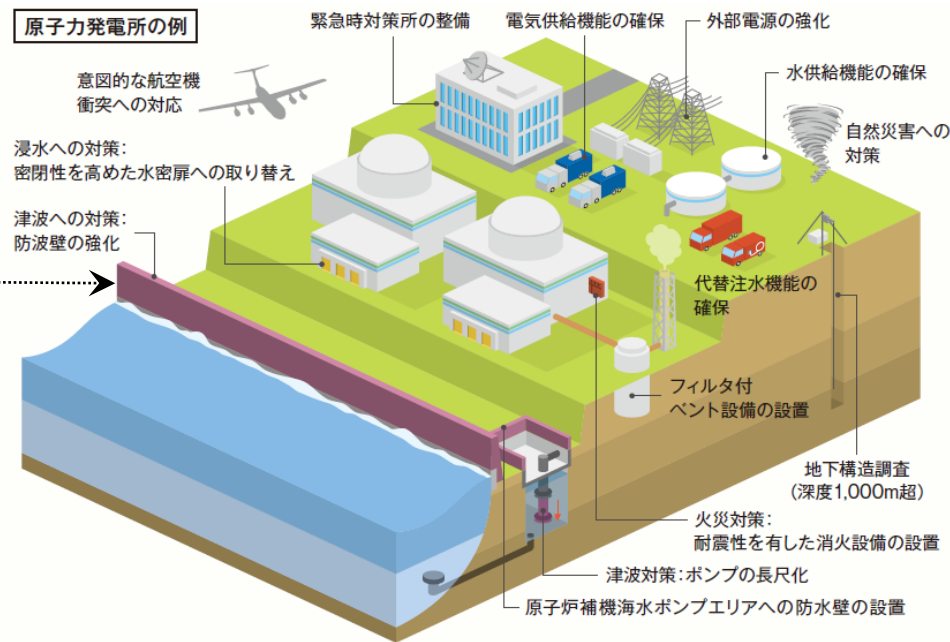 原子力発電所の例
緊急時対策所の整備
電気供給機能の確保
外部電源の強化
水供給機能の確保
意図的な航空機
衝突への対応
自然災害への
対策
浸水への対策:
密閉性を高めた水密扉への取り替え
津波への対策:
防波壁の強化
代替注水機能の
確保
フィルタ付
ベント設備の設置
地下構造調査
(深度1,000m超)
火災対策:
耐震性を有した消火設備の設置
津波対策:ポンプの長尺化
原子炉補機海水ポンプエリアへの防水壁の設置